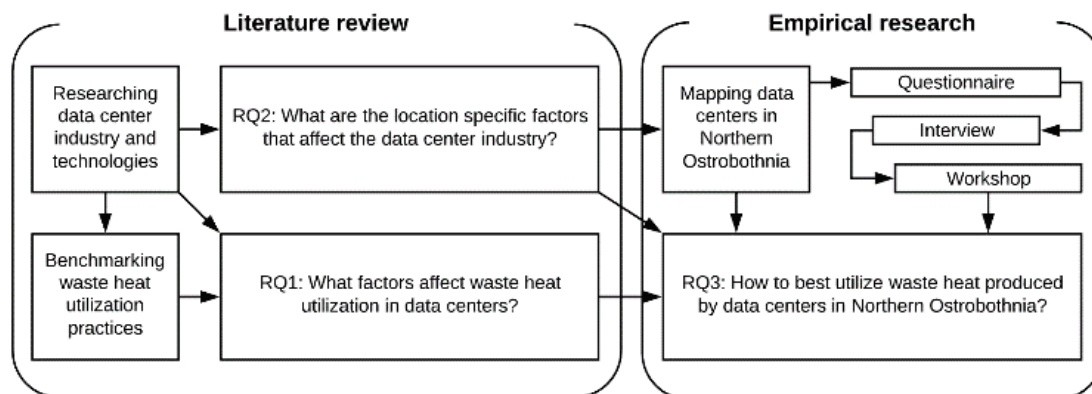 Literature review
Researching
data center
industry and
technologies
RQ2: What are the location specific factors
that affect the data center industry?
Benchmarking
waste heat
utilization
practices
RQ1: What factors affect waste heat
utilization in data centers?
Empirical research
Mapping data
centers in
Northern
Ostrobothnia
Questionnaire
Interview
Workshop
RQ3: How to best utilize waste heat produced
by data centers in Northern Ostrobothnia?